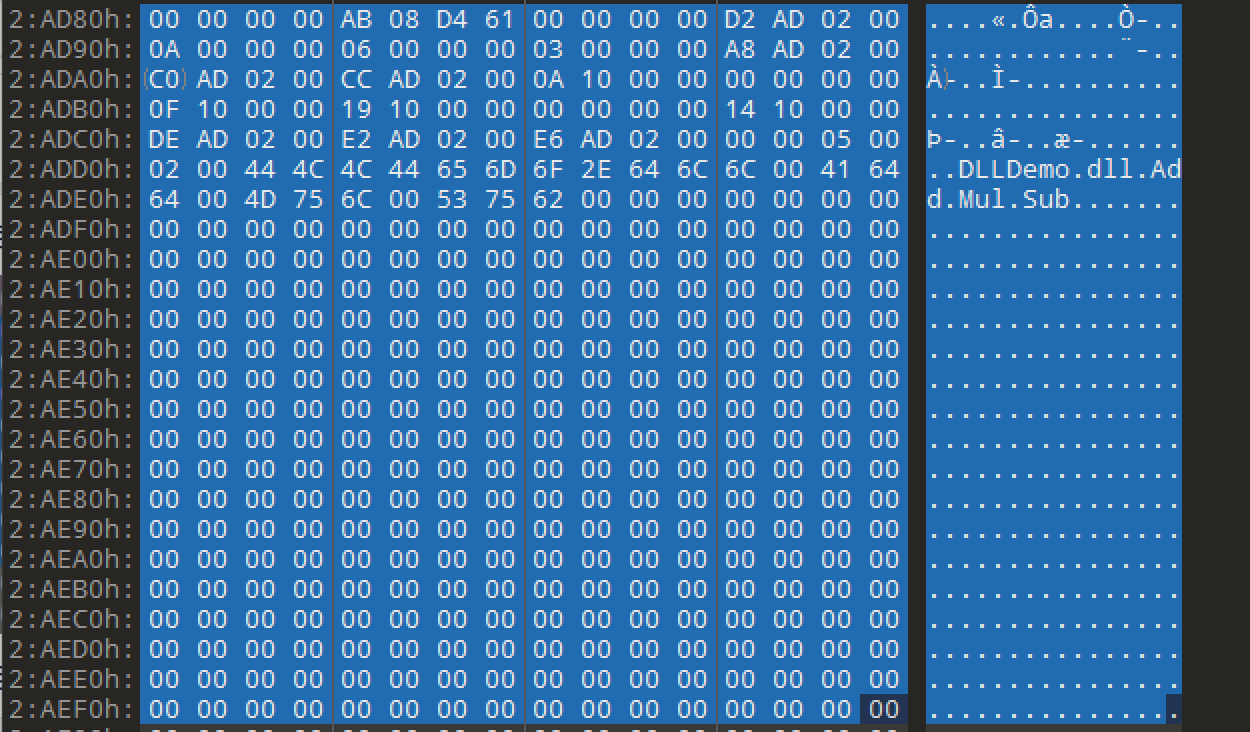 2:AD80h: 00 00 00 00 AB 08 D4 61 00 00 00 00 D2 AD 02 00 ....«.Ôa....Ò-..
2:AD90h: 0A 00 00 00 06 00 00 00 03 00 00 00 A8 AD 02 00 ............¨-..
2:ADA0h: C0 AD 02 00 CC AD 02 00 0A 10 00 00 00 00 00 00 À-..Ì-..........
2:ADB0h: 0F 10 00 00 19 10 00 00 00 00 00 00 14 10 00 00 ................
2:ADC0h: DE AD 02 00 E2 AD 02 00 E6 AD 02 00 00 00 05 00 Þ-..â-..æ-......
2:ADD0h: 02 00 44 4C 4C 44 65 6D 6F 2E 64 6C 6C 00 41 64 ..DLLDemo.dll.Ad
2:ADE0h: 64 00 4D 75 6C 00 53 75 62 00 00 00 00 00 00 00 d.Mul.Sub.......
2:ADF0h: 00 00 00 00 00 00 00 00 00 00 00 00 00 00 00 00 ................
2:AE00h: 00 00 00 00 00 00 00 00 00 00 00 00 00 00 00 00 ................
2:AE10h: 00 00 00 00 00 00 00 00 00 00 00 00 00 00 00 00 ................
2:AE20h: 00 00 00 00 00 00 00 00 00 00 00 00 00 00 00 00 ................
2:AE30h: 00 00 00 00 00 00 00 00 00 00 00 00 00 00 00 00 ................
2:AE40h: 00 00 00 00 00 00 00 00 00 00 00 00 00 00 00 00 ................
2:AE50h: 00 00 00 00 00 00 00 00 00 00 00 00 00 00 00 00 ................
2:AE60h: 00 00 00 00 00 00 00 00 00 00 00 00 00 00 00 00 ................
2:AE70h: 00 00 00 00 00 00 00 00 00 00 00 00 00 00 00 00 ................
2:AE80h: 00 00 00 00 00 00 00 00 00 00 00 00 00 00 00 00 ................
2:AE90h: 00 00 00 00 00 00 00 00 00 00 00 00 00 00 00 00 ................
2:AEA0h: 00 00 00 00 00 00 00 00 00 00 00 00 00 00 00 00 ................
2:AEB0h: 00 00 00 00 00 00 00 00 00 00 00 00 00 00 00 00 ................
2:AEC0h: 00 00 00 00 00 00 00 00 00 00 00 00 00 00 00 00 ................
2:AED0h: 00 00 00 00 00 00 00 00 00 00 00 00 00 00 00 00 ................
2:AEE0h: 00 00 00 00 00 00 00 00 00 00 00 00 00 00 00 00 ................
2:AEF0h: 00 00 00 00 00 00 00 00 00 00 00 00 00 00 00 00 ................